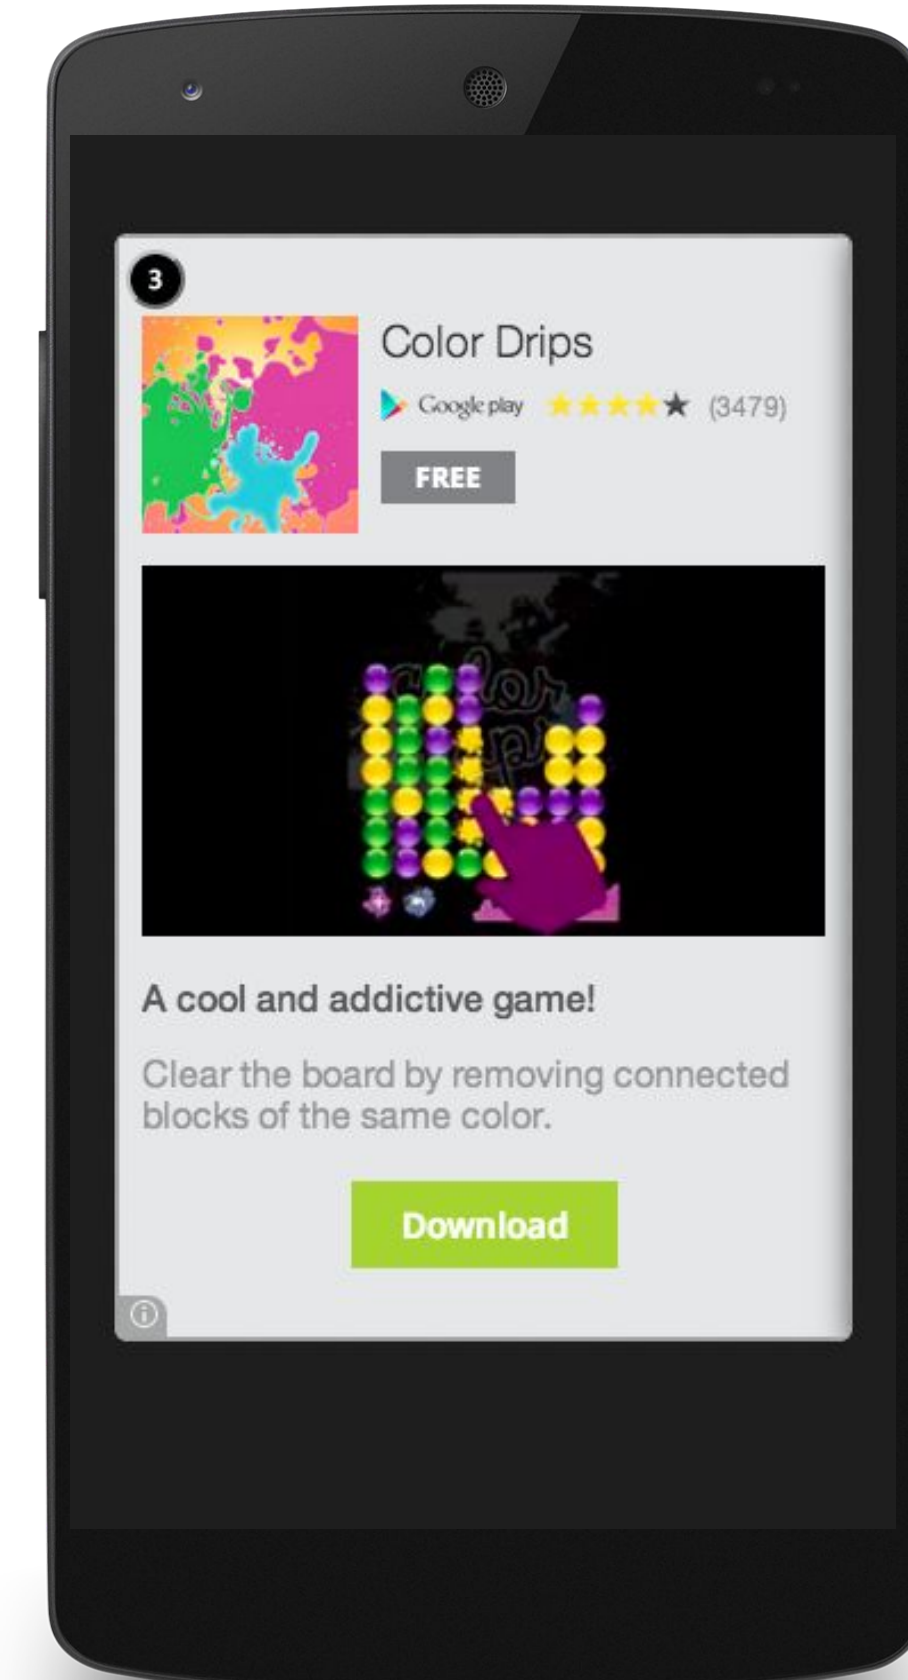 3
Color Drips
Google play (3479)
FREE
A cool and addictive game!
Clear the board by removing connected
blocks of the same color.
Download